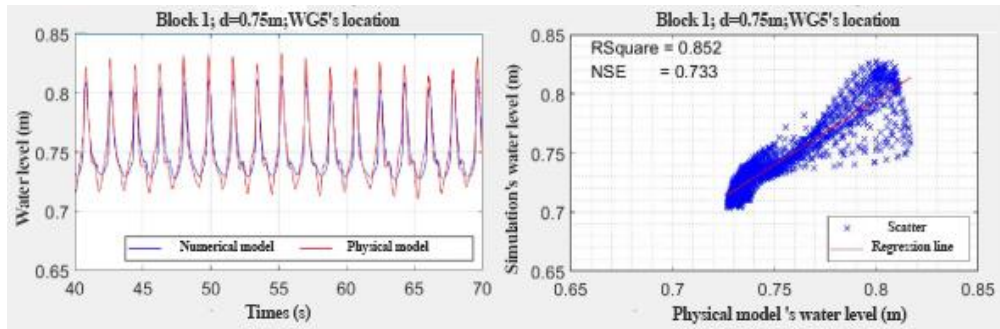 Block 1; d=0.75m;WG5's location
0.85
0.8
0.75
0.7
0.65
Water level (m)
Numerical model
Physical model
40 45 50 55 60 65 70
Times (s)
Block 1; d=0.75m;WG5's location
RSquare = 0.852
NSE = 0.733
0.85
0.8
0.75
0.7
0.65
Simulation's water level (m)
Scatter
Regression line
0.65 0.7 0.75 0.8 0.85
Physical model 's water level (m)